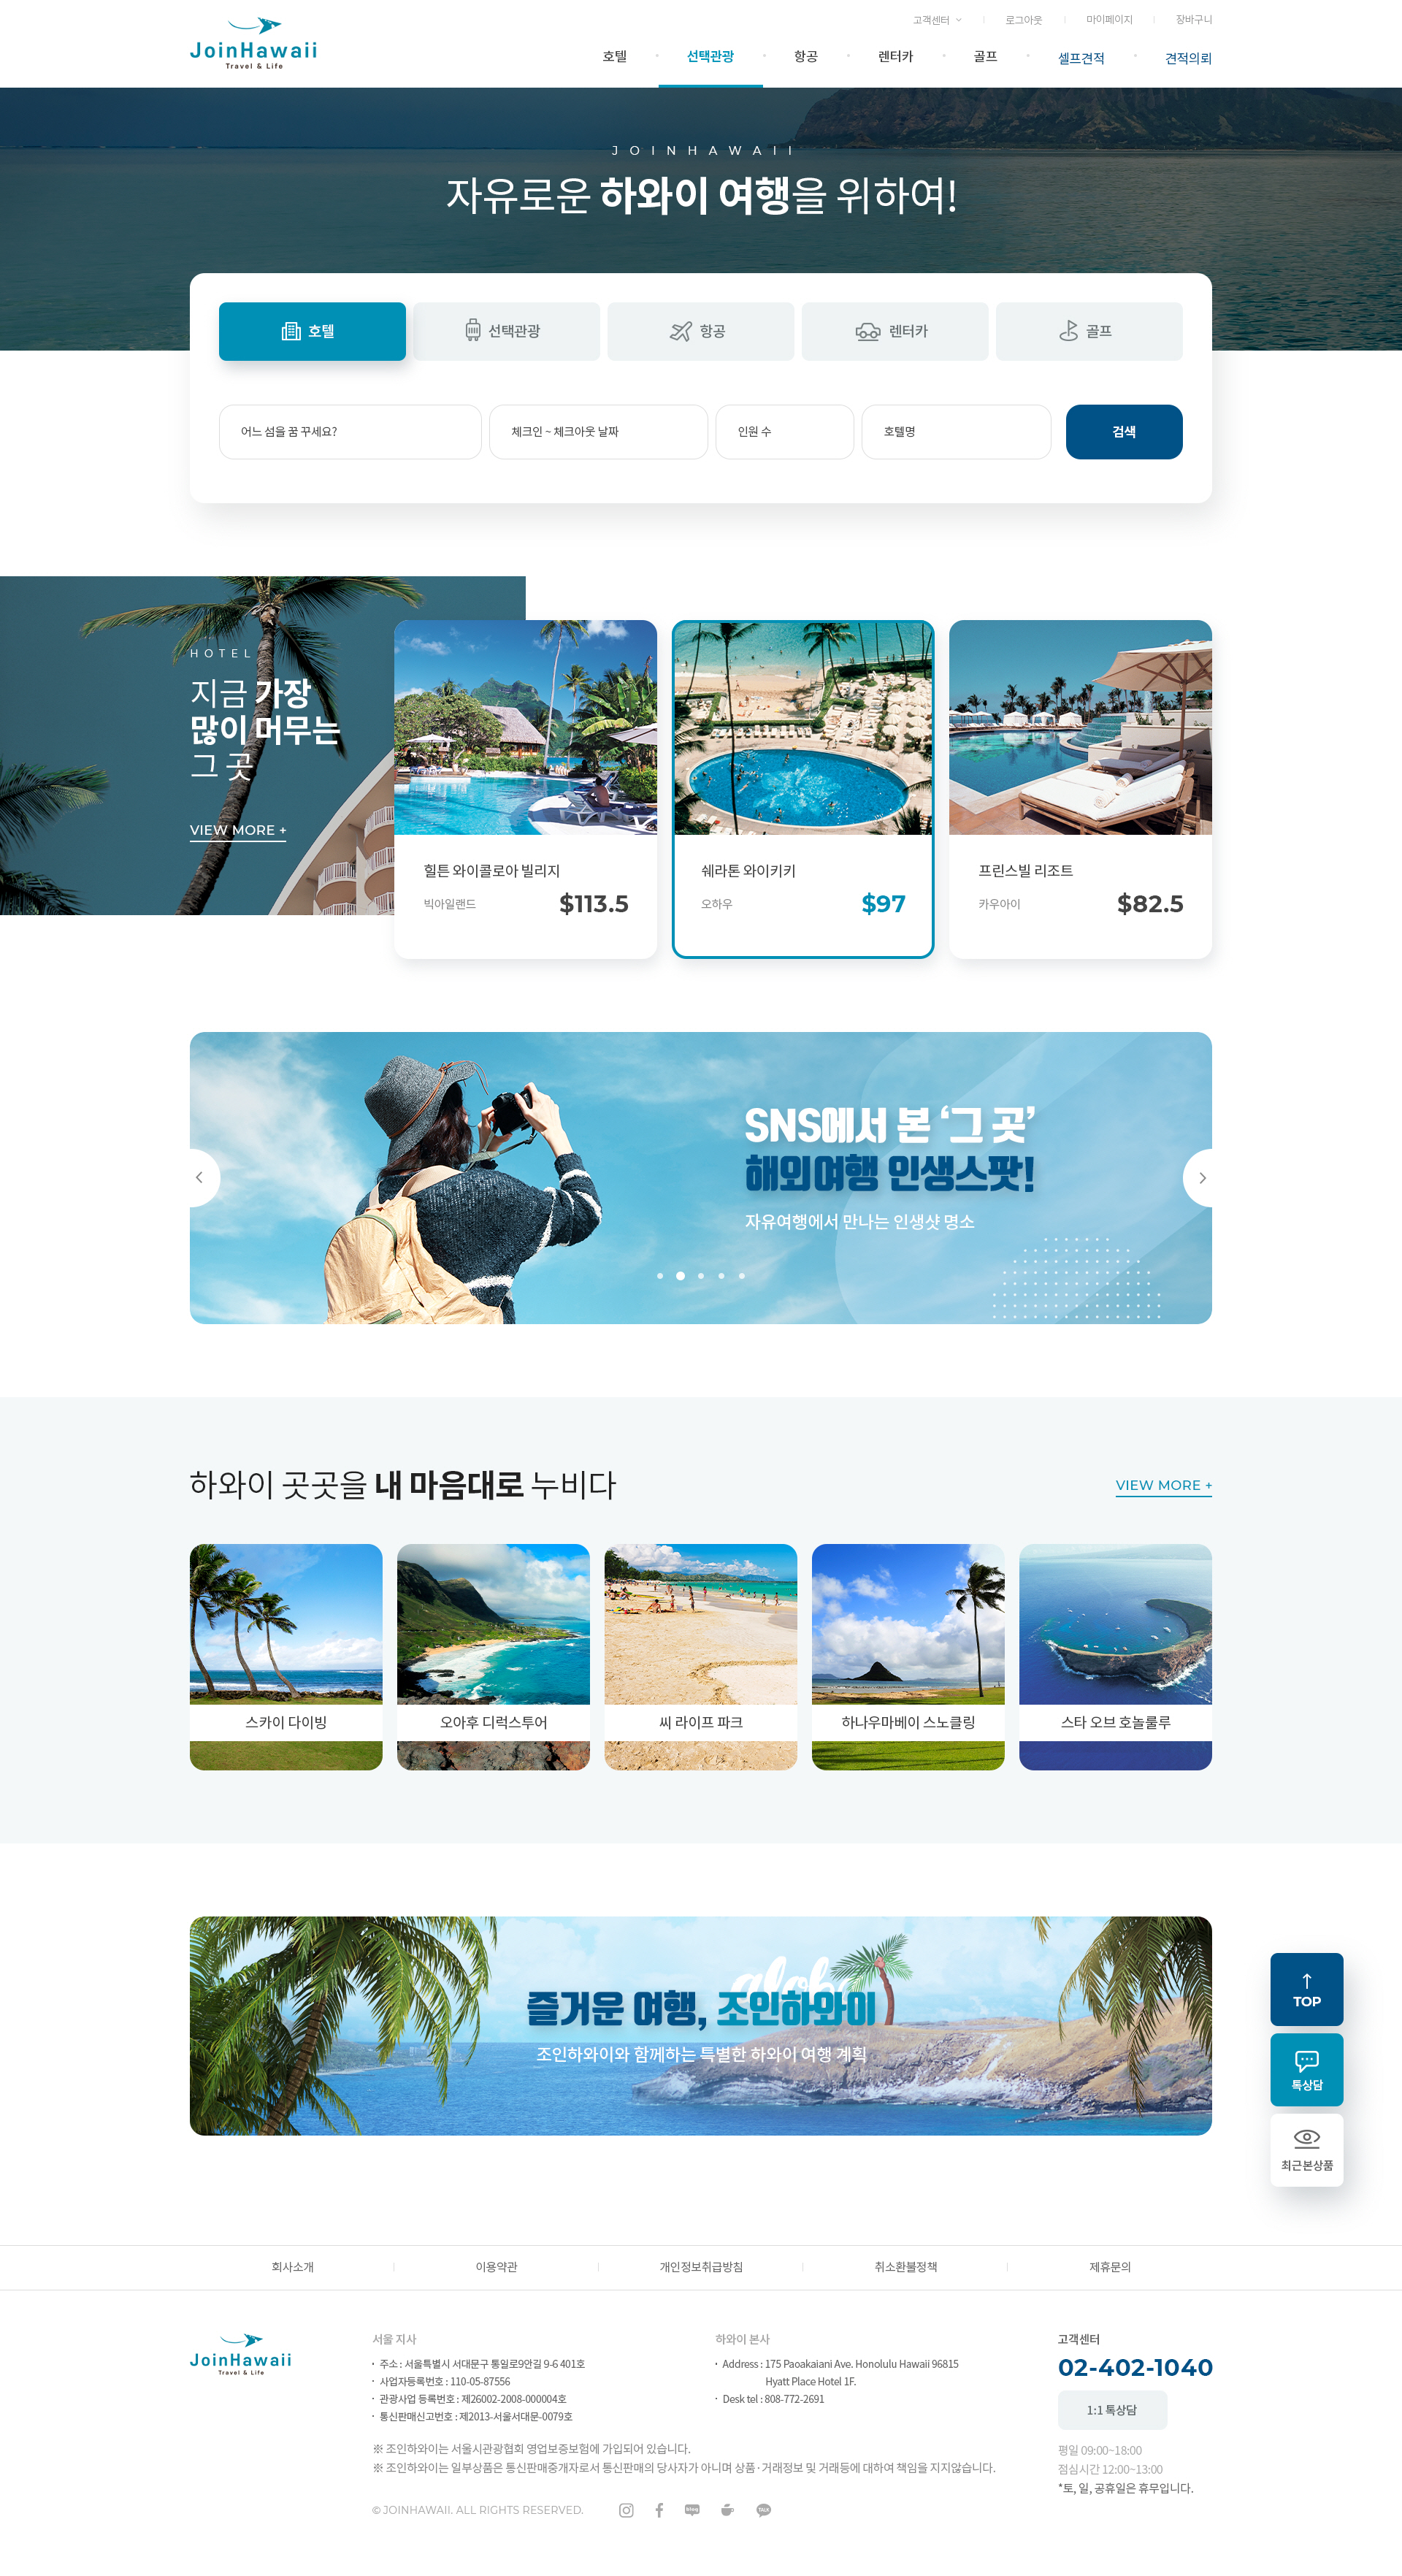 JoinHawaii
Travel & Life
고객센터
로그아웃
마이페이지
장바구니
호텔
선택관광
항공
렌터카
골프
셀프견적
견적의뢰
JOINHAWAII
자유로운 하와이 여행을 위하여!
호텔
선택관광
항공
렌터카
골프
어느 섬을 꿈 꾸세요?
체크인 ~ 체크아웃 날짜
인원 수
호텔명
검색
HOTEL
지금 가장
많이 머무는
그 곳
VIEW MORE +
힐튼 와이콜로아 빌리지
빅아일랜드
$113.5
쉐라톤 와이키키
오하우
$97
프린스빌 리조트
카우아이
$82.5
SNS에서 본 ‘그 곳’
해외여행 인생스팟!
자유여행에서 만나는 인생샷 명소
하와이 곳곳을 내 마음대로 누비다
VIEW MORE +
스카이 다이빙
오아후 디럭스투어
씨 라이프 파크
하나우마베이 스노클링
스타 오브 호놀룰루
aloha
즐거운 여행, 조인하와이
조인하와이와 함께하는 특별한 하와이 여행 계획
TOP
톡상담
최근본상품
회사소개
이용약관
개인정보취급방침
취소환불정책
제휴문의
JoinHawaii
Travel & Life
서울 지사
· 주소 : 서울특별시 서대문구 통일로9안길 9-6 401호
· 사업자등록번호 : 110-05-87556
· 관광사업 등록번호 : 제26002-2008-000004호
· 통신판매신고번호 : 제2013-서울서대문-0079호
하와이 본사
· Address : 175 Paoakaiani Ave. Honolulu Hawaii 96815
Hyatt Place Hotel 1F.
· Desk tel : 808-772-2691
※ 조인하와이는 서울시관광협회 영업보증보험에 가입되어 있습니다.
※ 조인하와이는 일부상품은 통신판매중개자로서 통신판매의 당사자가 아니며 상품·거래정보 및 거래등에 대하여 책임을 지지않습니다.
© JOINHAWAII. ALL RIGHTS RESERVED.
blog
TALK
고객센터
02-402-1040
1:1 톡상담
평일 09:00~18:00
점심시간 12:00~13:00
*토, 일, 공휴일은 휴무입니다.